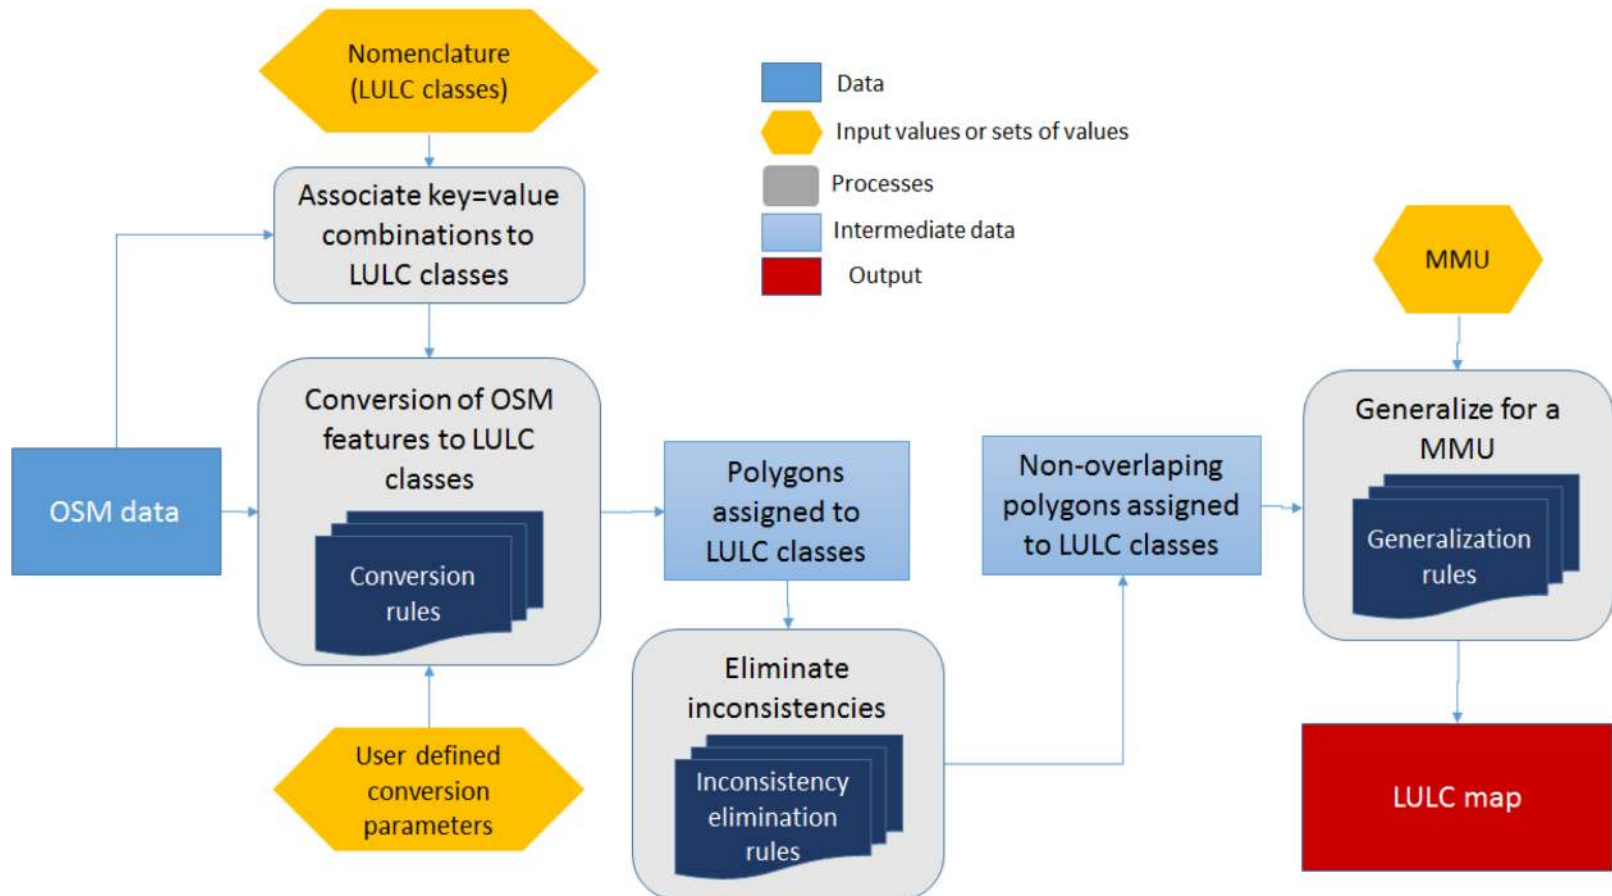 Nomenclature
(LULC classes)
Associate key=value
combinations to
LULC classes
Data
Input values or sets of values
Processes
Intermediate data
Output
MMU
OSM data
Conversion of OSM
features to LULC
classes
Conversion
rules
User defined
conversion
parameters
Polygons
assigned to
LULC classes
Eliminate
inconsistencies
Inconsistency
elimination
rules
Non-overlaping
polygons assigned
to LULC classes
Generalize for a
MMU
Generalization
rules
LULC map